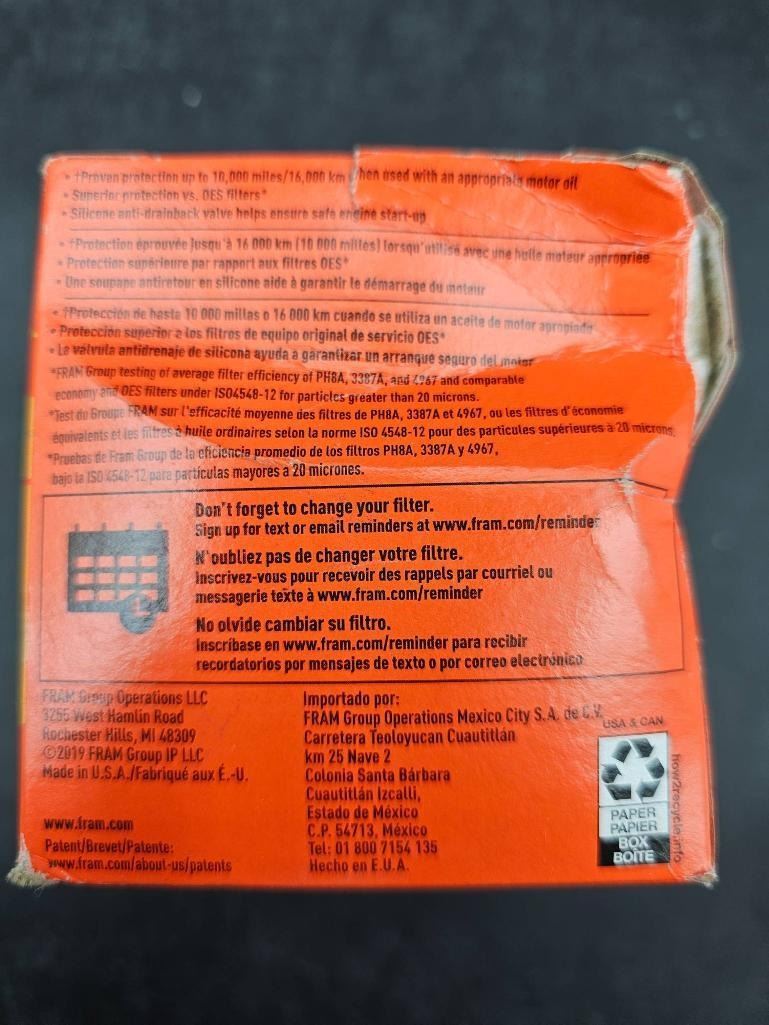 • †Proven protection up to 10,000 miles/16,000 km when used with an appropriate motor oil
• Superior protection vs. OES filters*
• Silicone anti-drainback valve helps ensure safe engine start-up
• †Protection éprouvée jusqu'à 16 000 km (10 000 milles) lorsqu'utilisé avec une huile moteur appropriée
• Protection supérieure par rapport aux filtres OES*
• Une soupape antiretour en silicone aide à garantir le démarrage du moteur
• †Protección de hasta 10 000 millas o 16 000 km cuando se utiliza un aceite de motor apropiado
• Protección superior a los filtros de equipo original de servicio OES*
• La válvula antidrenaje de silicona ayuda a garantizar un arranque seguro del motor
*FRAM Group testing of average filter efficiency of PH8A, 3387A, and 4967 and comparable
economy and OES filters under ISO4548-12 for particles greater than 20 microns.
*Test du Groupe FRAM sur l'efficacité moyenne des filtres de PH8A, 3387A et 4967, ou les filtres d'économie
équivalents et les filtres à huile ordinaires selon la norme ISO 4548-12 pour des particules supérieures à 20 microns.
*Pruebas de Fram Group de la eficiencia promedio de los filtros PH8A, 3387A y 4967,
bajo la ISO 4548-12 para partículas mayores a 20 micrones.
Don't forget to change your filter.
Sign up for text or email reminders at www.fram.com/reminder
N'oubliez pas de changer votre filtre.
Inscrivez-vous pour recevoir des rappels par courriel ou
messagerie texte à www.fram.com/reminder
No olvide cambiar su filtro.
Inscríbase en www.fram.com/reminder para recibir
recordatorios por mensajes de texto o por correo electrónico
FRAM Group Operations LLC
3255 West Hamlin Road
Rochester Hills, MI 48309
©2019 FRAM Group IP LLC
Made in U.S.A./Fabriqué aux É.-U.
www.fram.com
Patent/Brevet/Patente:
www.fram.com/about-us/patents
Importado por:
FRAM Group Operations Mexico City S.A. de C.V.
Carretera Teoloyucan Cuautitlán
km 25 Nave 2
Colonia Santa Bárbara
Cuautitlán Izcalli,
Estado de México
C.P. 54713, México
Tel: 01 800 7154 135
Hecho en E.U.A.
USA & CAN
PAPER
PAPIER
BOX
BOÎTE
how2recycle.info